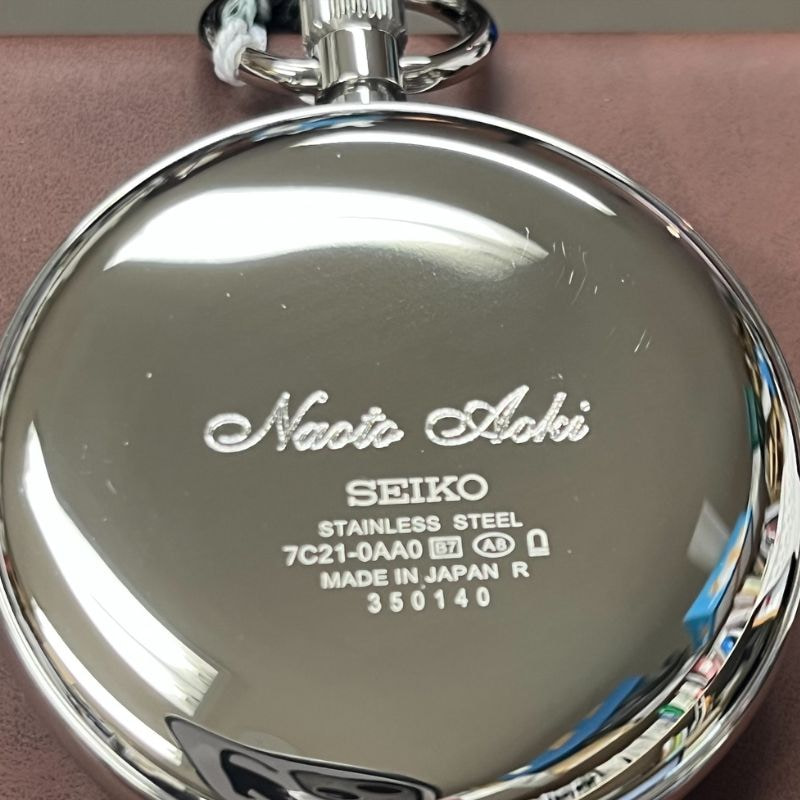 Naoto Aoki
SEIKO
STAINLESS STEEL
7C21-0AA0 B7 A8
MADE IN JAPAN R
350140